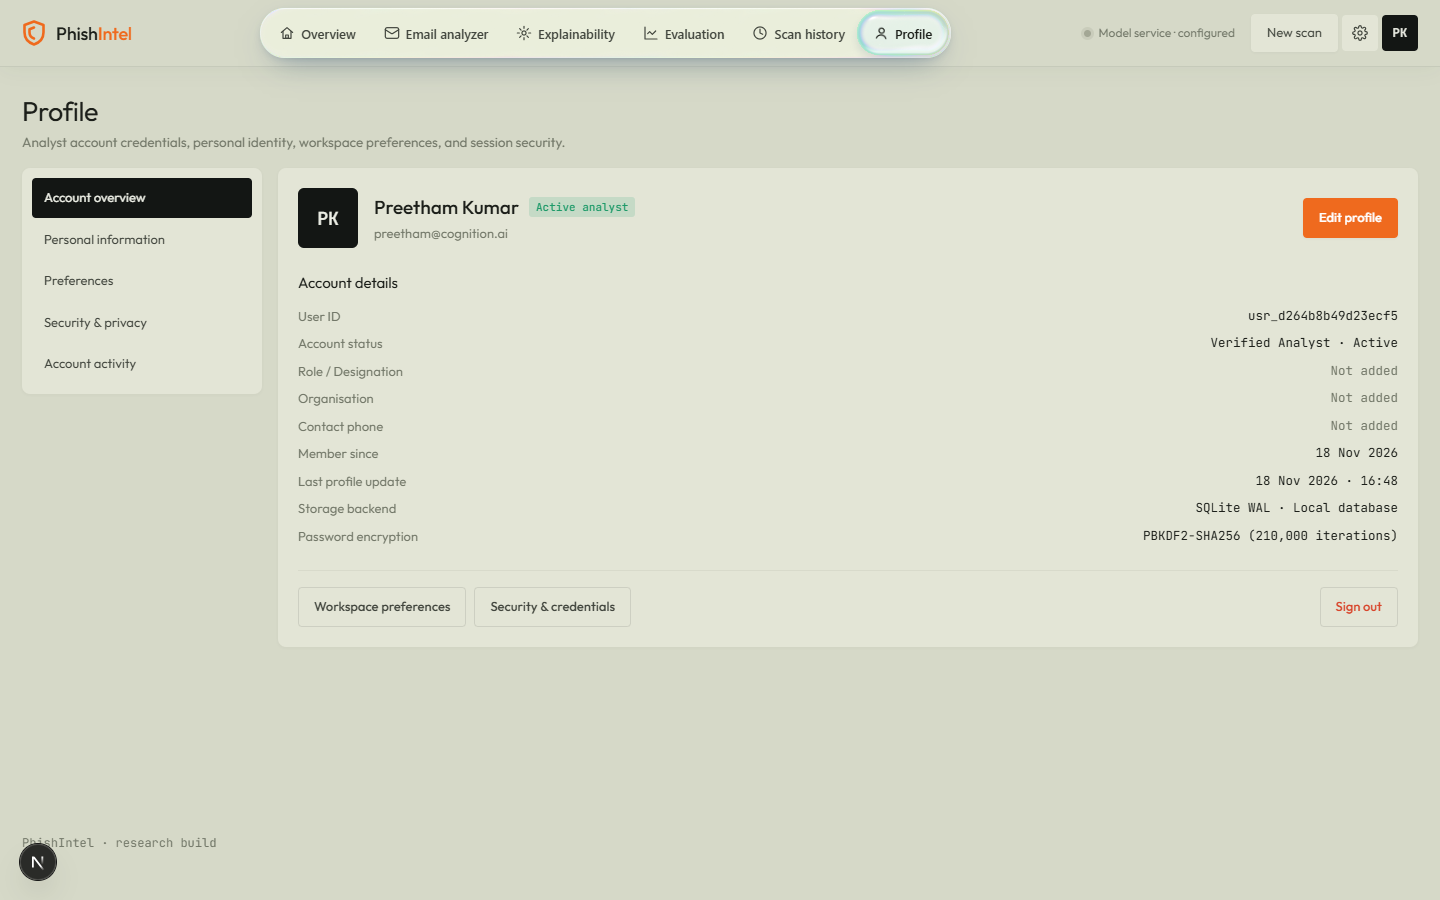 PhishIntel
Overview
Email analyzer
Explainability
Evaluation
Scan history
Profile
Model service · configured
New scan
PK
Profile
Analyst account credentials, personal identity, workspace preferences, and session security.
Account overview
Personal information
Preferences
Security & privacy
Account activity
PK
Preetham Kumar
Active analyst
preetham@cognition.ai
Edit profile
Account details
User ID usr_d264b8b49d23ecf5
Account status Verified Analyst · Active
Role / Designation Not added
Organisation Not added
Contact phone Not added
Member since 18 Nov 2026
Last profile update 18 Nov 2026 · 16:48
Storage backend SQLite WAL · Local database
Password encryption PBKDF2-SHA256 (210,000 iterations)
Workspace preferences
Security & credentials
Sign out
PhishIntel · research build
N